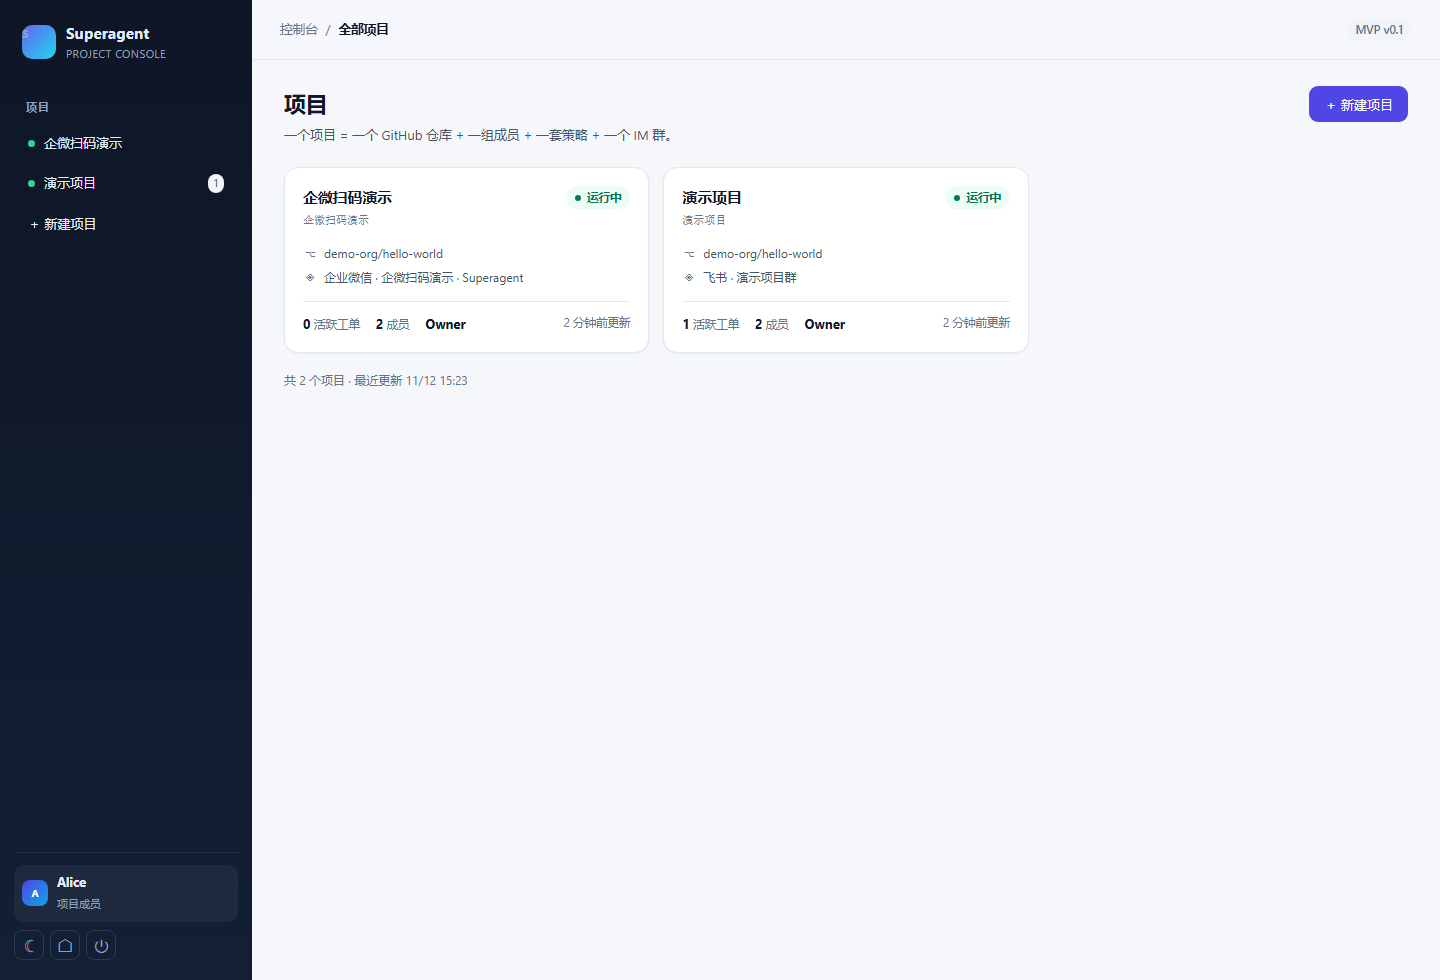 S
Superagent
PROJECT CONSOLE
项目
企微扫码演示
演示项目 1
+ 新建项目
Alice
A
项目成员
控制台 / 全部项目
MVP v0.1
项目
+ 新建项目
一个项目 = 一个 GitHub 仓库 + 一组成员 + 一套策略 + 一个 IM 群。
企微扫码演示 运行中
企微扫码演示
demo-org/hello-world
企业微信 · 企微扫码演示 · Superagent
0 活跃工单 2 成员 Owner 2 分钟前更新
演示项目 运行中
演示项目
demo-org/hello-world
飞书 · 演示项目群
1 活跃工单 2 成员 Owner 2 分钟前更新
共 2 个项目 · 最近更新 11/12 15:23